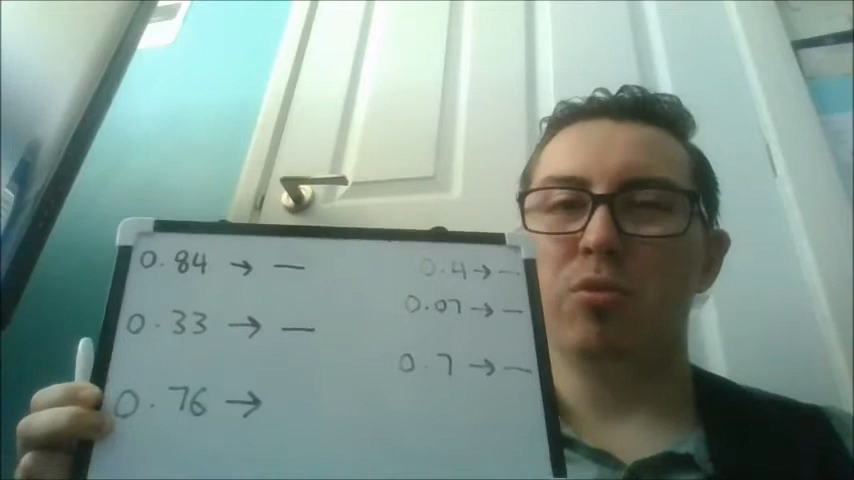 0.84 → —
0.33 → —
0.76 →
0.4 → —
0.07 → —
0.7 → —